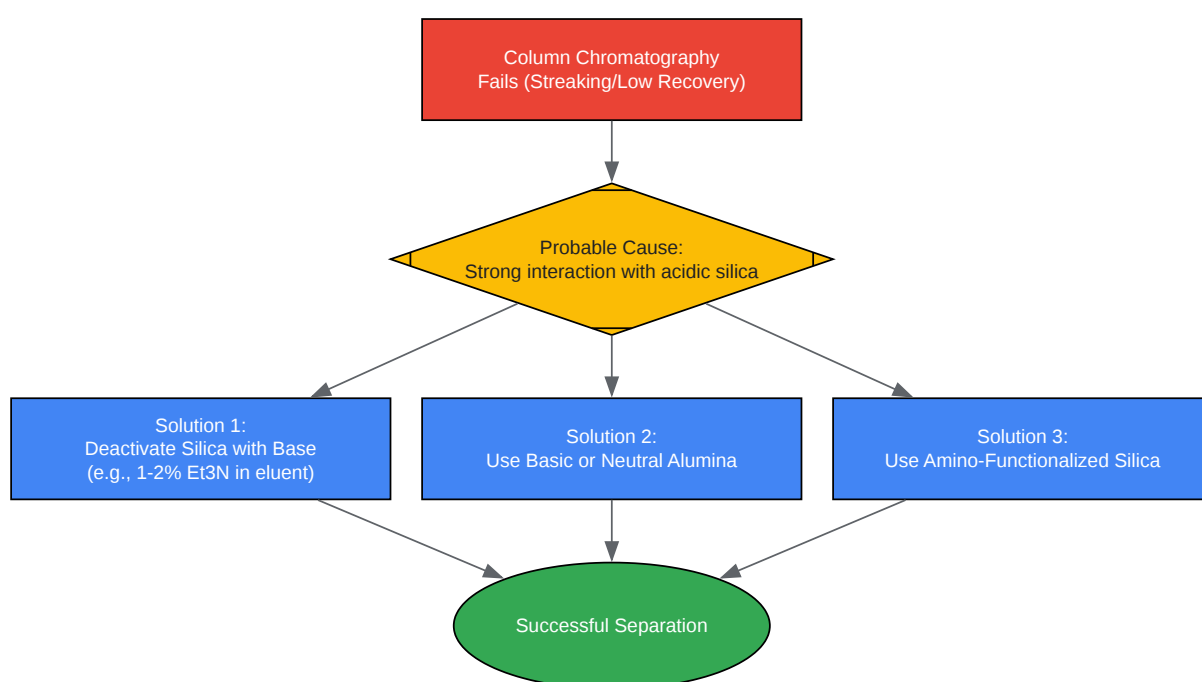 Column Chromatography
Fails (Streaking/Low Recovery)
Probable Cause:
Strong interaction with acidic silica
Solution 1:
Deactivate Silica with Base
(e.g., 1-2% Et3N in eluent)
Solution 2:
Use Basic or Neutral Alumina
Solution 3:
Use Amino-Functionalized Silica
Successful Separation